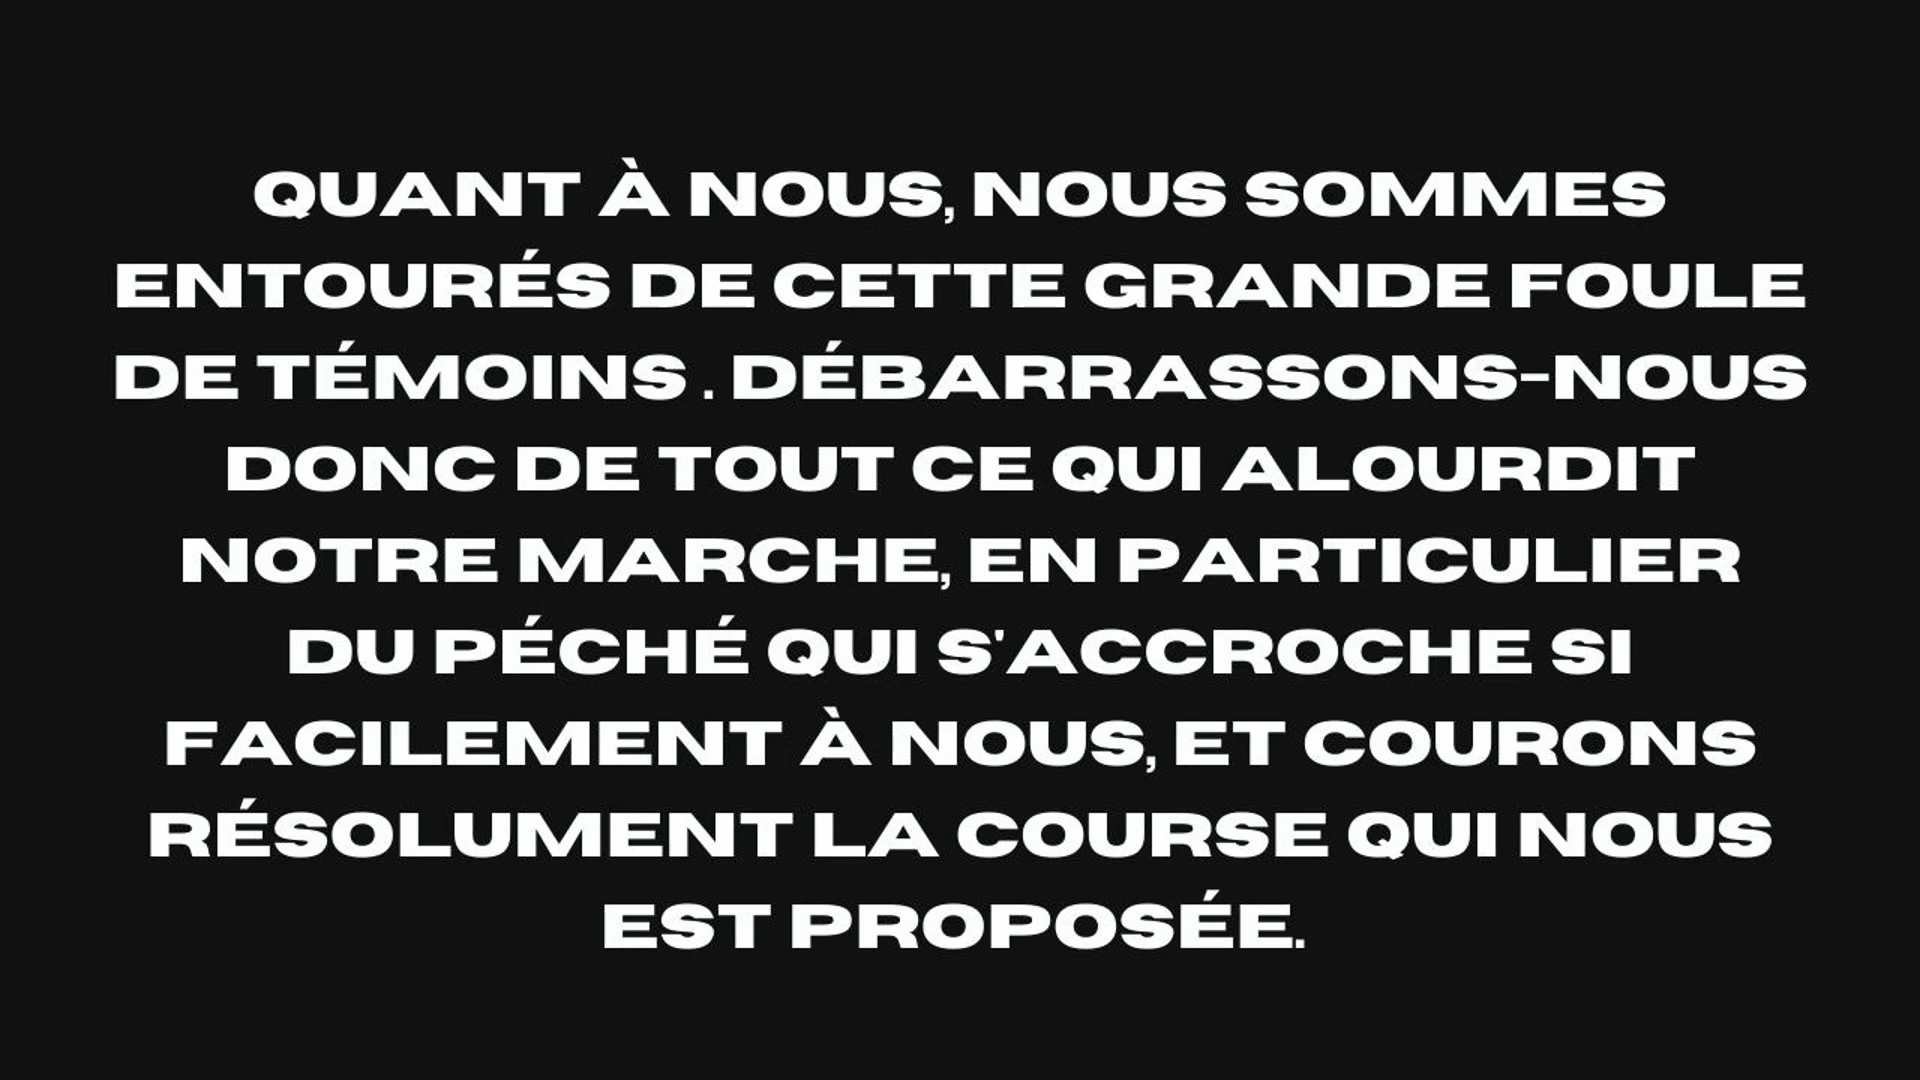 QUANT À NOUS, NOUS SOMMES
ENTOURÉS DE CETTE GRANDE FOULE
DE TÉMOINS . DÉBARRASSONS-NOUS
DONC DE TOUT CE QUI ALOURDIT
NOTRE MARCHE, EN PARTICULIER
DU PÉCHÉ QUI S'ACCROCHE SI
FACILEMENT À NOUS, ET COURONS
RÉSOLUMENT LA COURSE QUI NOUS
EST PROPOSÉE.